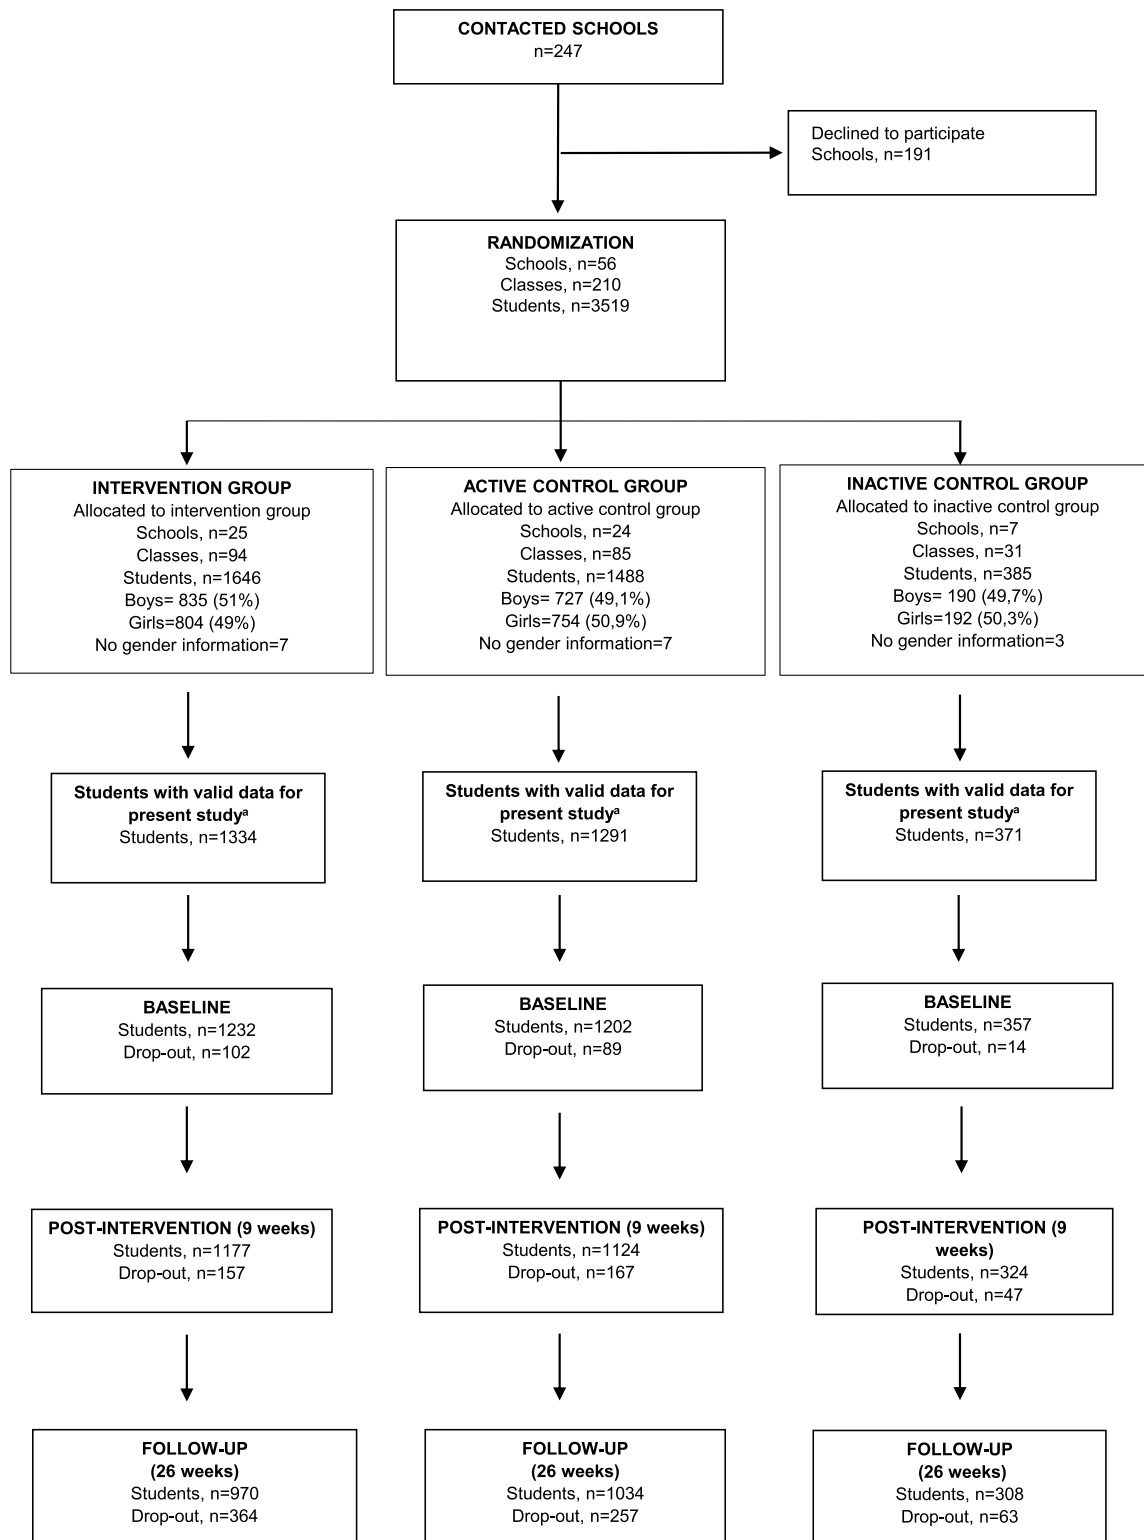 CONTACTED SCHOOLS
n=247
Declined to participate
Schools, n=191
RANDOMIZATION
Schools, n=56
Classes, n=210
Students, n=3519
INTERVENTION GROUP
Allocated to intervention group
Schools, n=25
Classes, n=94
Students, n=1646
Boys= 835 (51%)
Girls=804 (49%)
No gender information=7
ACTIVE CONTROL GROUP
Allocated to active control group
Schools, n=24
Classes, n=85
Students, n=1488
Boys= 727 (49,1%)
Girls=754 (50,9%)
No gender information=7
INACTIVE CONTROL GROUP
Allocated to inactive control group
Schools, n=7
Classes, n=31
Students, n=385
Boys= 190 (49,7%)
Girls=192 (50,3%)
No gender information=3
Students with valid data for
present studyᵃ
Students, n=1334
Students with valid data for
present studyᵃ
Students, n=1291
Students with valid data for
present studyᵃ
Students, n=371
BASELINE
Students, n=1232
Drop-out, n=102
BASELINE
Students, n=1202
Drop-out, n=89
BASELINE
Students, n=357
Drop-out, n=14
POST-INTERVENTION (9 weeks)
Students, n=1177
Drop-out, n=157
POST-INTERVENTION (9 weeks)
Students, n=1124
Drop-out, n=167
POST-INTERVENTION (9
weeks)
Students, n=324
Drop-out, n=47
FOLLOW-UP
(26 weeks)
Students, n=970
Drop-out, n=364
FOLLOW-UP
(26 weeks)
Students, n=1034
Drop-out, n=257
FOLLOW-UP
(26 weeks)
Students, n=308
Drop-out, n=63